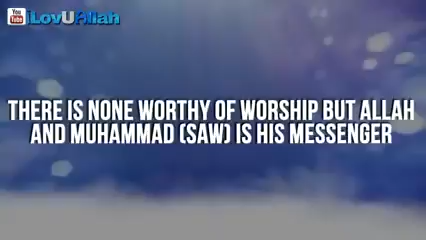 You Tube iLovUAllah
THERE IS NONE WORTHY OF WORSHIP BUT ALLAH
AND MUHAMMAD (SAW) IS HIS MESSENGER